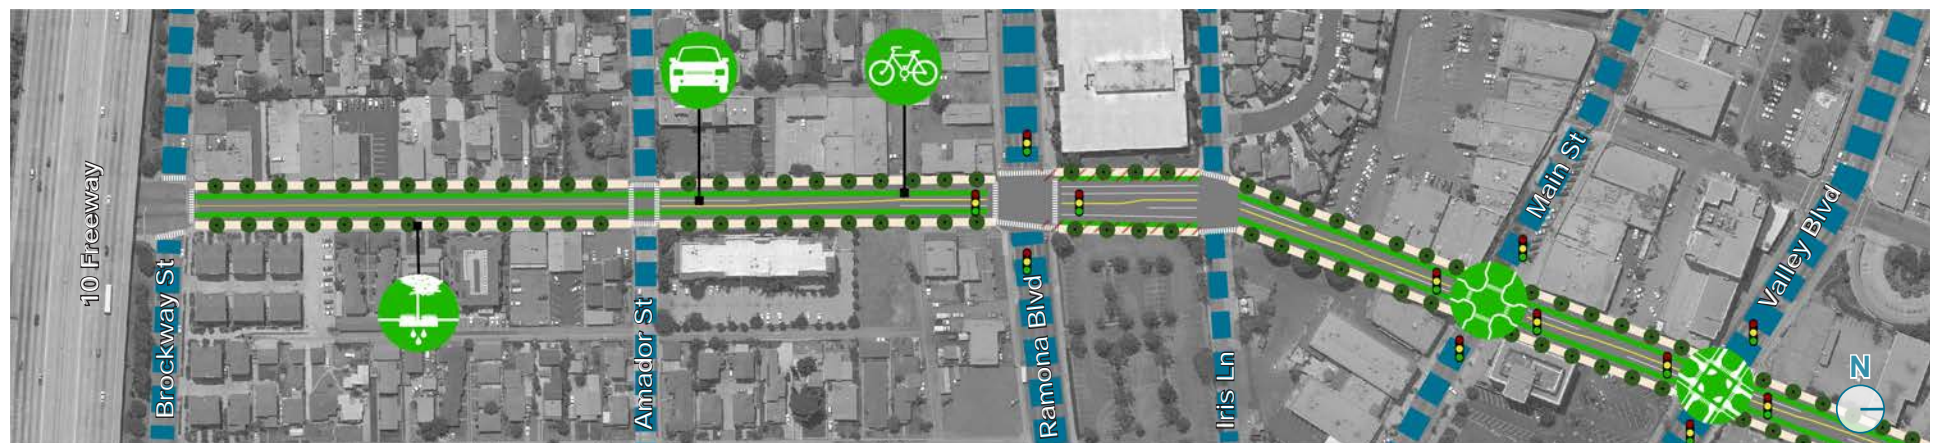 10 Freeway
Brockway St
Amador St
Ramona Blvd
Iris Ln
Main St
Valley Blvd
N